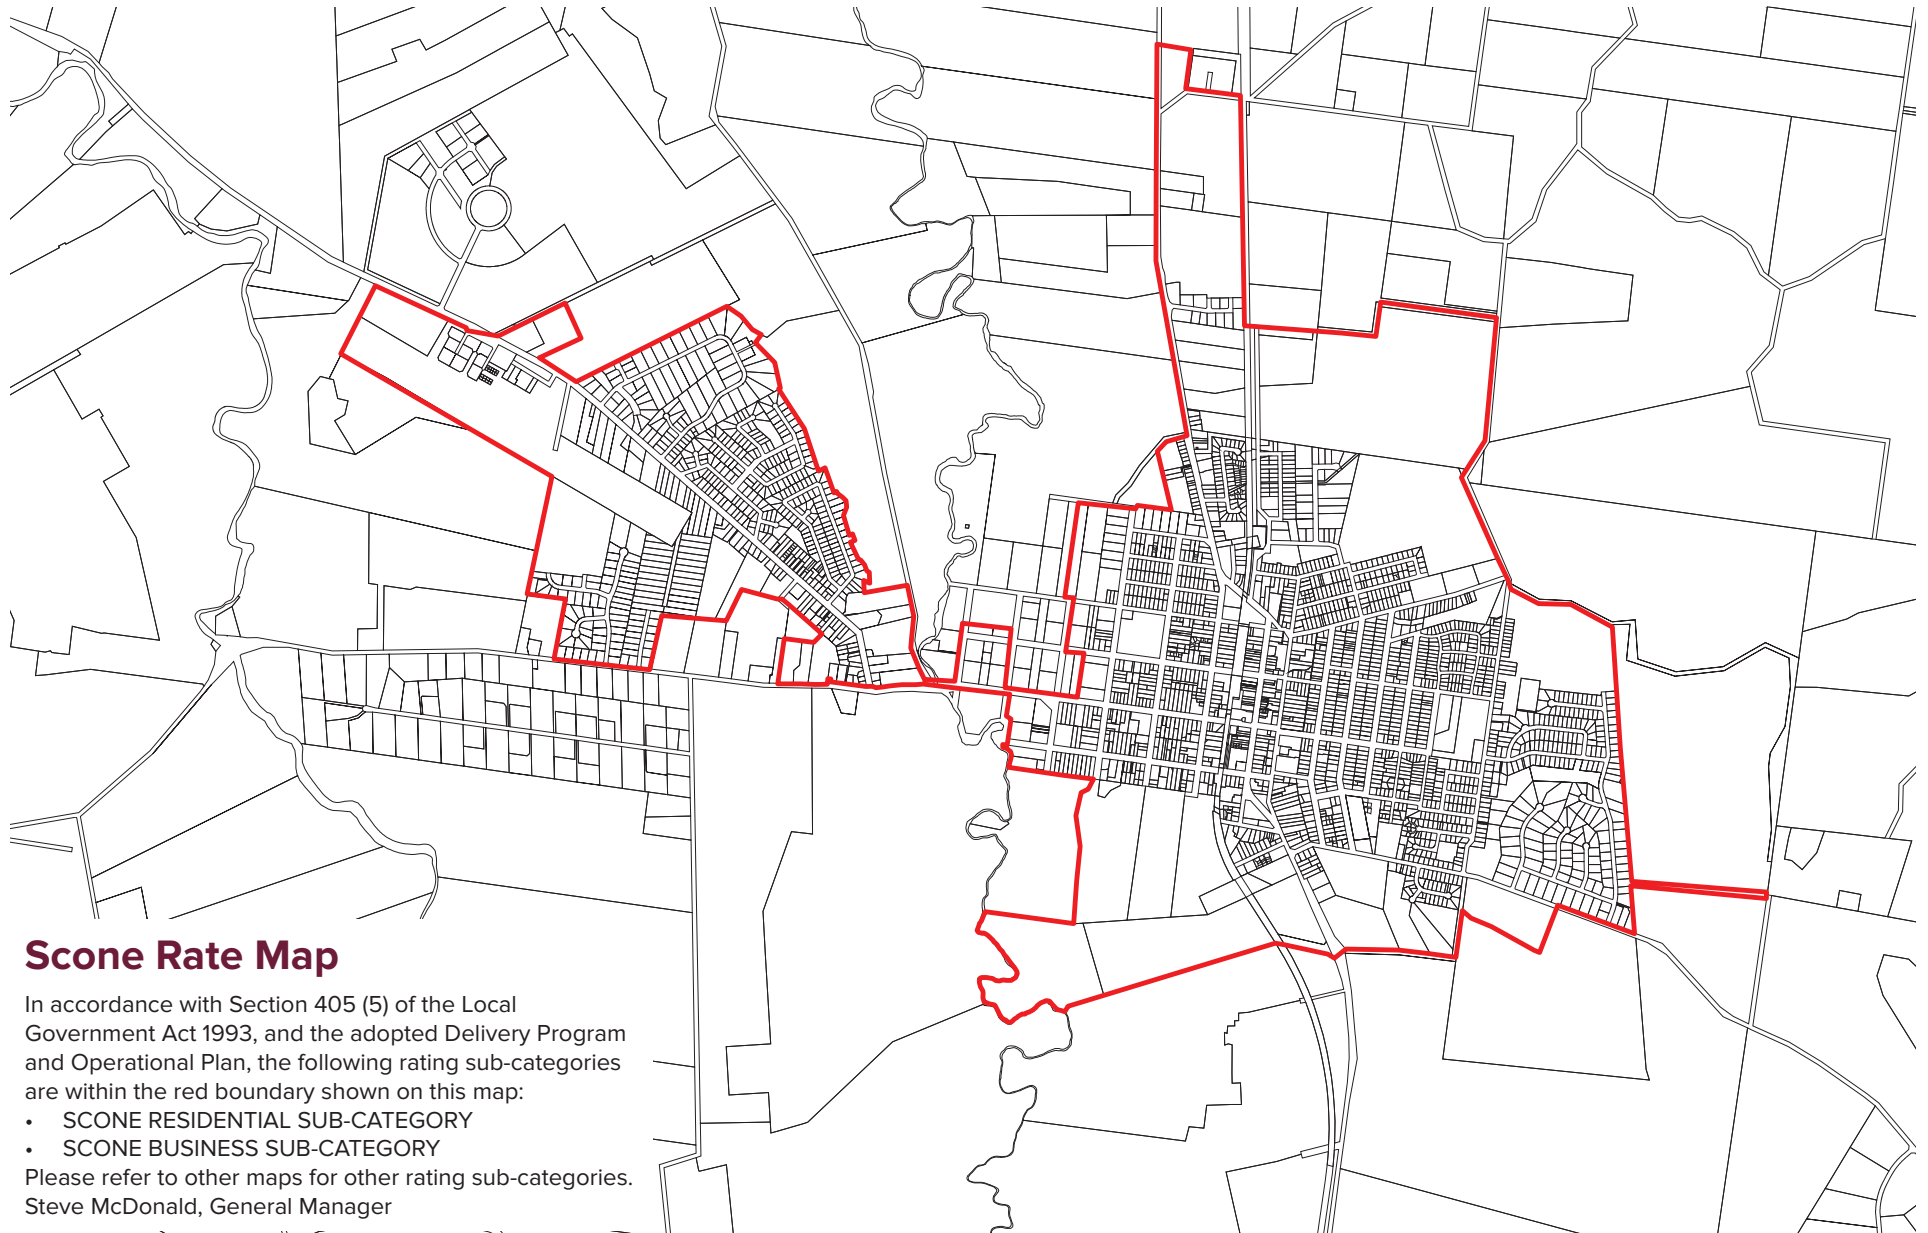 Scone Rate Map
In accordance with Section 405 (5) of the Local
Government Act 1993, and the adopted Delivery Program
and Operational Plan, the following rating sub-categories
are within the red boundary shown on this map:
• SCONE RESIDENTIAL SUB-CATEGORY
• SCONE BUSINESS SUB-CATEGORY
Please refer to other maps for other rating sub-categories.
Steve McDonald, General Manager